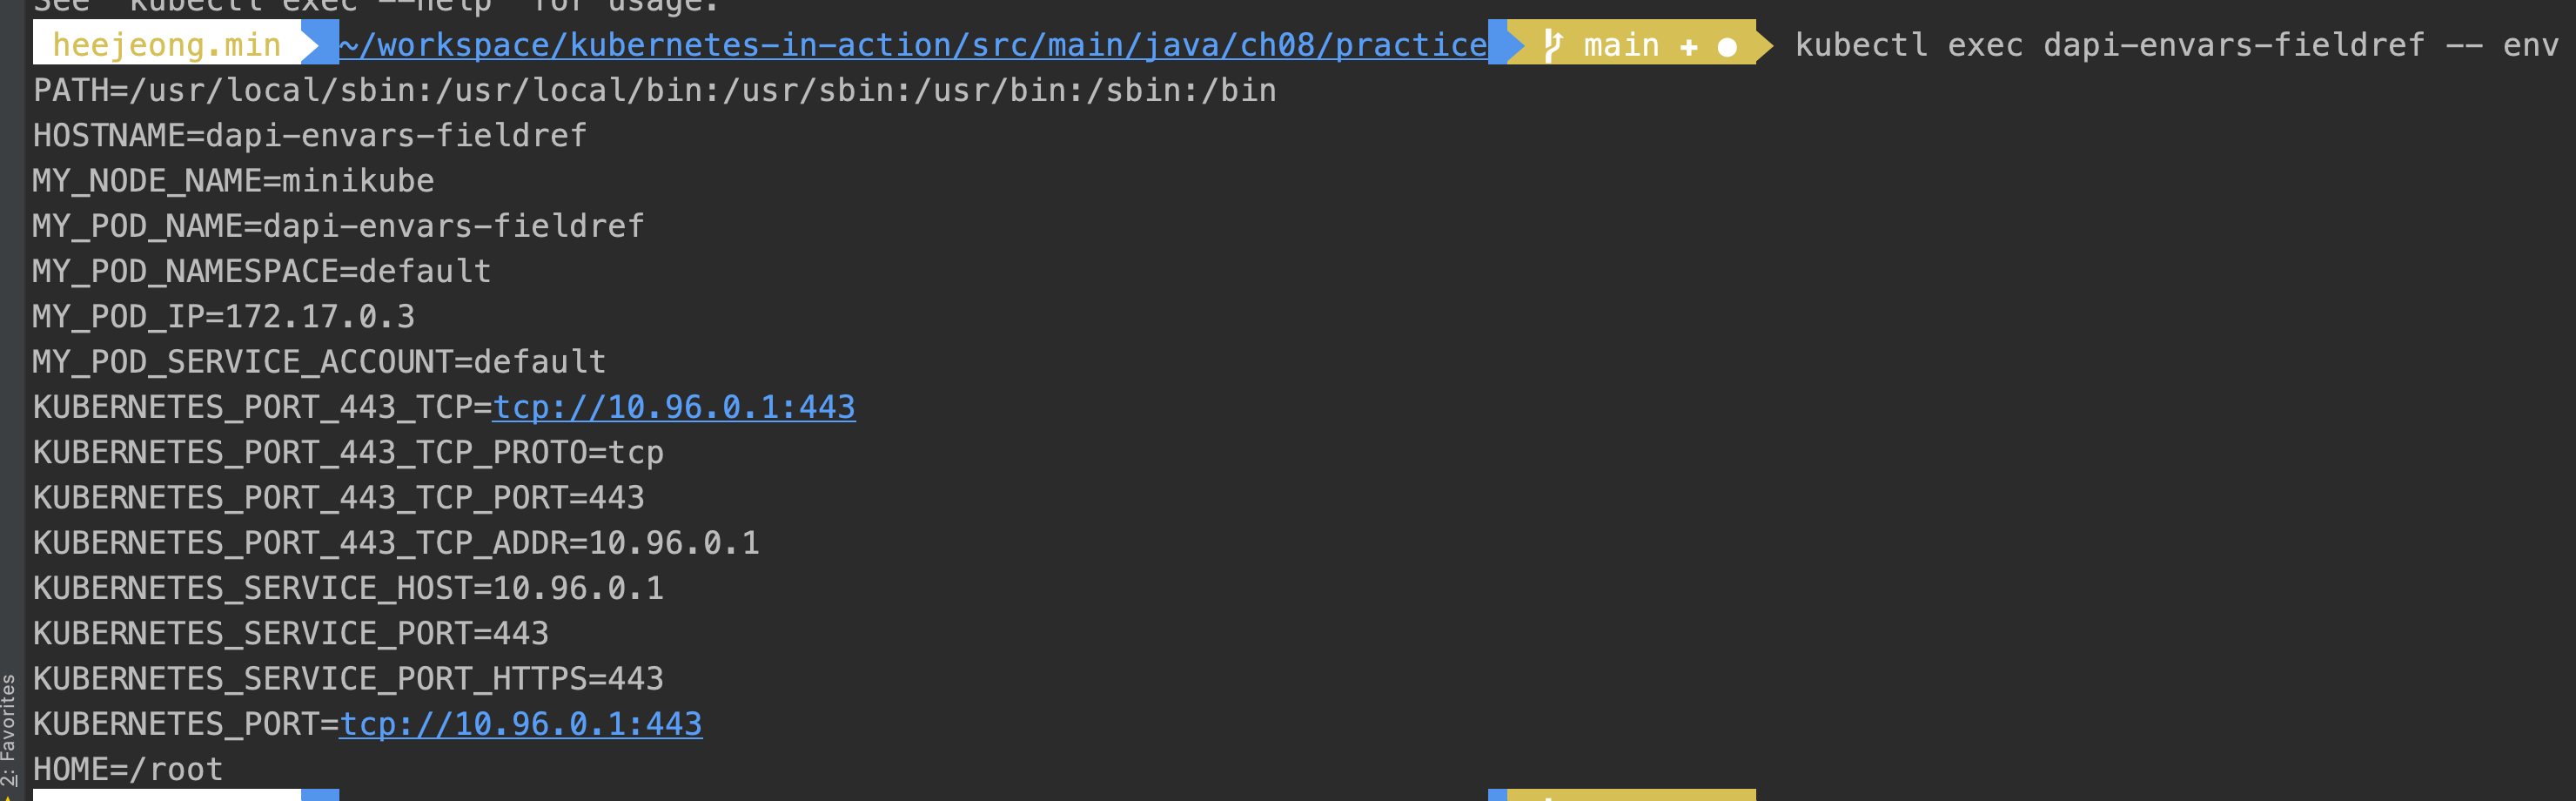 See 'kubectl exec --help' for usage.
heejeong.min ~/workspace/kubernetes-in-action/src/main/java/ch08/practice main + ● kubectl exec dapi-envars-fieldref -- env
PATH=/usr/local/sbin:/usr/local/bin:/usr/sbin:/usr/bin:/sbin:/bin
HOSTNAME=dapi-envars-fieldref
MY_NODE_NAME=minikube
MY_POD_NAME=dapi-envars-fieldref
MY_POD_NAMESPACE=default
MY_POD_IP=172.17.0.3
MY_POD_SERVICE_ACCOUNT=default
KUBERNETES_PORT_443_TCP=tcp://10.96.0.1:443
KUBERNETES_PORT_443_TCP_PROTO=tcp
KUBERNETES_PORT_443_TCP_PORT=443
KUBERNETES_PORT_443_TCP_ADDR=10.96.0.1
KUBERNETES_SERVICE_HOST=10.96.0.1
KUBERNETES_SERVICE_PORT=443
KUBERNETES_SERVICE_PORT_HTTPS=443
KUBERNETES_PORT=tcp://10.96.0.1:443
HOME=/root
2: Favorites